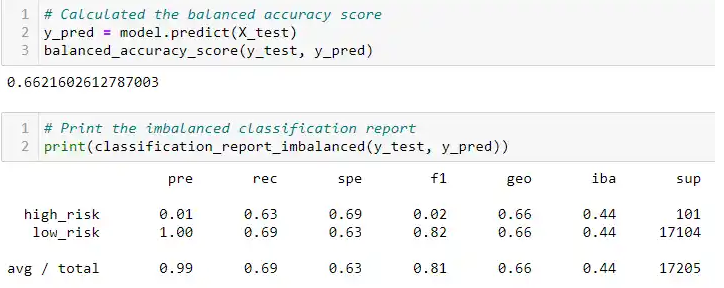 1 # Calculated the balanced accuracy score
2 y_pred = model.predict(X_test)
3 balanced_accuracy_score(y_test, y_pred)
0.6621602612787003
1 # Print the imbalanced classification report
2 print(classification_report_imbalanced(y_test, y_pred))
pre rec spe f1 geo iba sup
high_risk 0.01 0.63 0.69 0.02 0.66 0.44 101
low_risk 1.00 0.69 0.63 0.82 0.66 0.44 17104
avg / total 0.99 0.69 0.63 0.81 0.66 0.44 17205